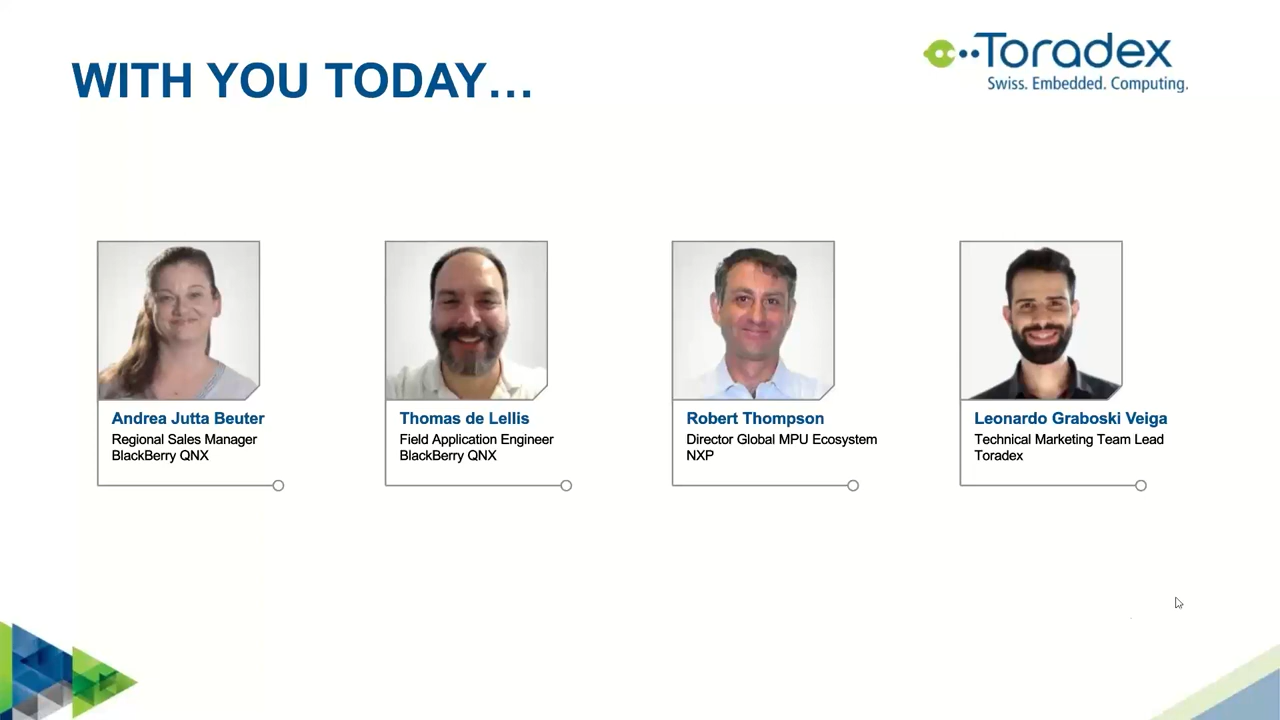 WITH YOU TODAY...
Toradex
Swiss. Embedded. Computing.
Andrea Jutta Beuter
Regional Sales Manager
BlackBerry QNX
Thomas de Lellis
Field Application Engineer
BlackBerry QNX
Robert Thompson
Director Global MPU Ecosystem
NXP
Leonardo Graboski Veiga
Technical Marketing Team Lead
Toradex